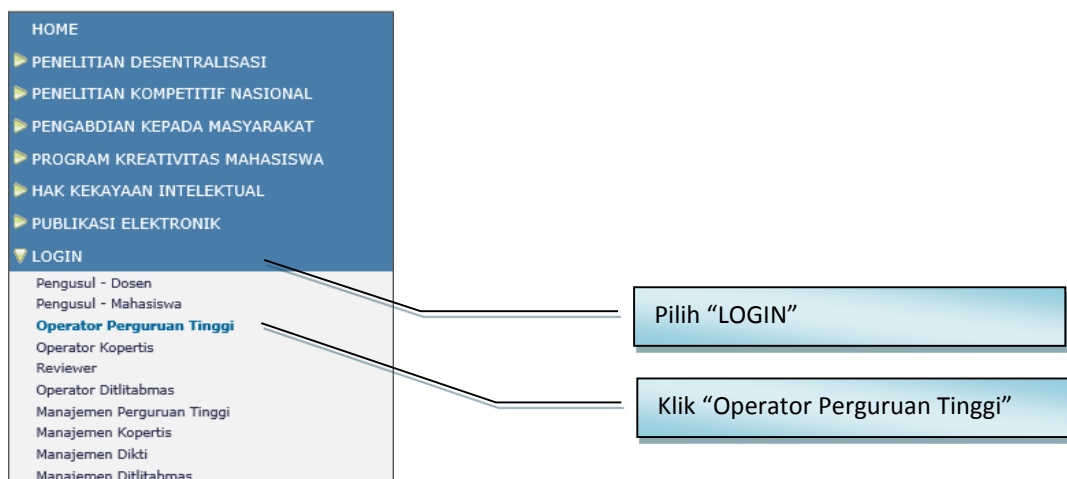 HOME
PENELITIAN DESENTRALISASI
PENELITIAN KOMPETITIF NASIONAL
PENGABDIAN KEPADA MASYARAKAT
PROGRAM KREATIVITAS MAHASISWA
HAK KEKAYAAN INTELEKTUAL
PUBLIKASI ELEKTRONIK
LOGIN
Pengusul - Dosen
Pengusul - Mahasiswa
Operator Perguruan Tinggi
Operator Kopertis
Reviewer
Operator Ditlitabmas
Manajemen Perguruan Tinggi
Manajemen Kopertis
Manajemen Dikti
Manajemen Ditlitabmas
Pilih “LOGIN”
Klik “Operator Perguruan Tinggi”